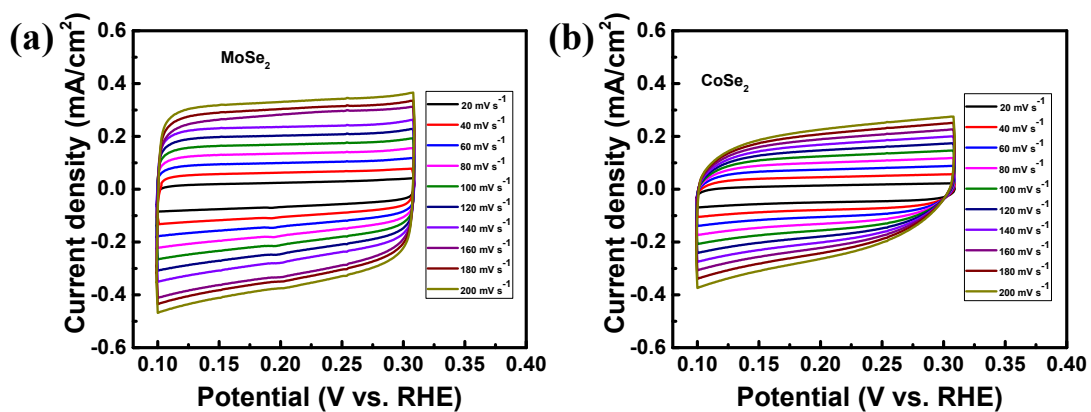 (a)
MoSe2
Current density (mA/cm2)
0.6
0.4
0.2
0.0
-0.2
-0.4
-0.6
0.10 0.15 0.20 0.25 0.30 0.35 0.40
Potential (V vs. RHE)
20 mV s-1
40 mV s-1
60 mV s-1
80 mV s-1
100 mV s-1
120 mV s-1
140 mV s-1
160 mV s-1
180 mV s-1
200 mV s-1
(b)
CoSe2
Current density (mA/cm2)
0.6
0.4
0.2
0.0
-0.2
-0.4
-0.6
0.10 0.15 0.20 0.25 0.30 0.35 0.40
Potential (V vs. RHE)
20 mV s-1
40 mV s-1
60 mV s-1
80 mV s-1
100 mV s-1
120 mV s-1
140 mV s-1
160 mV s-1
180 mV s-1
200 mV s-1